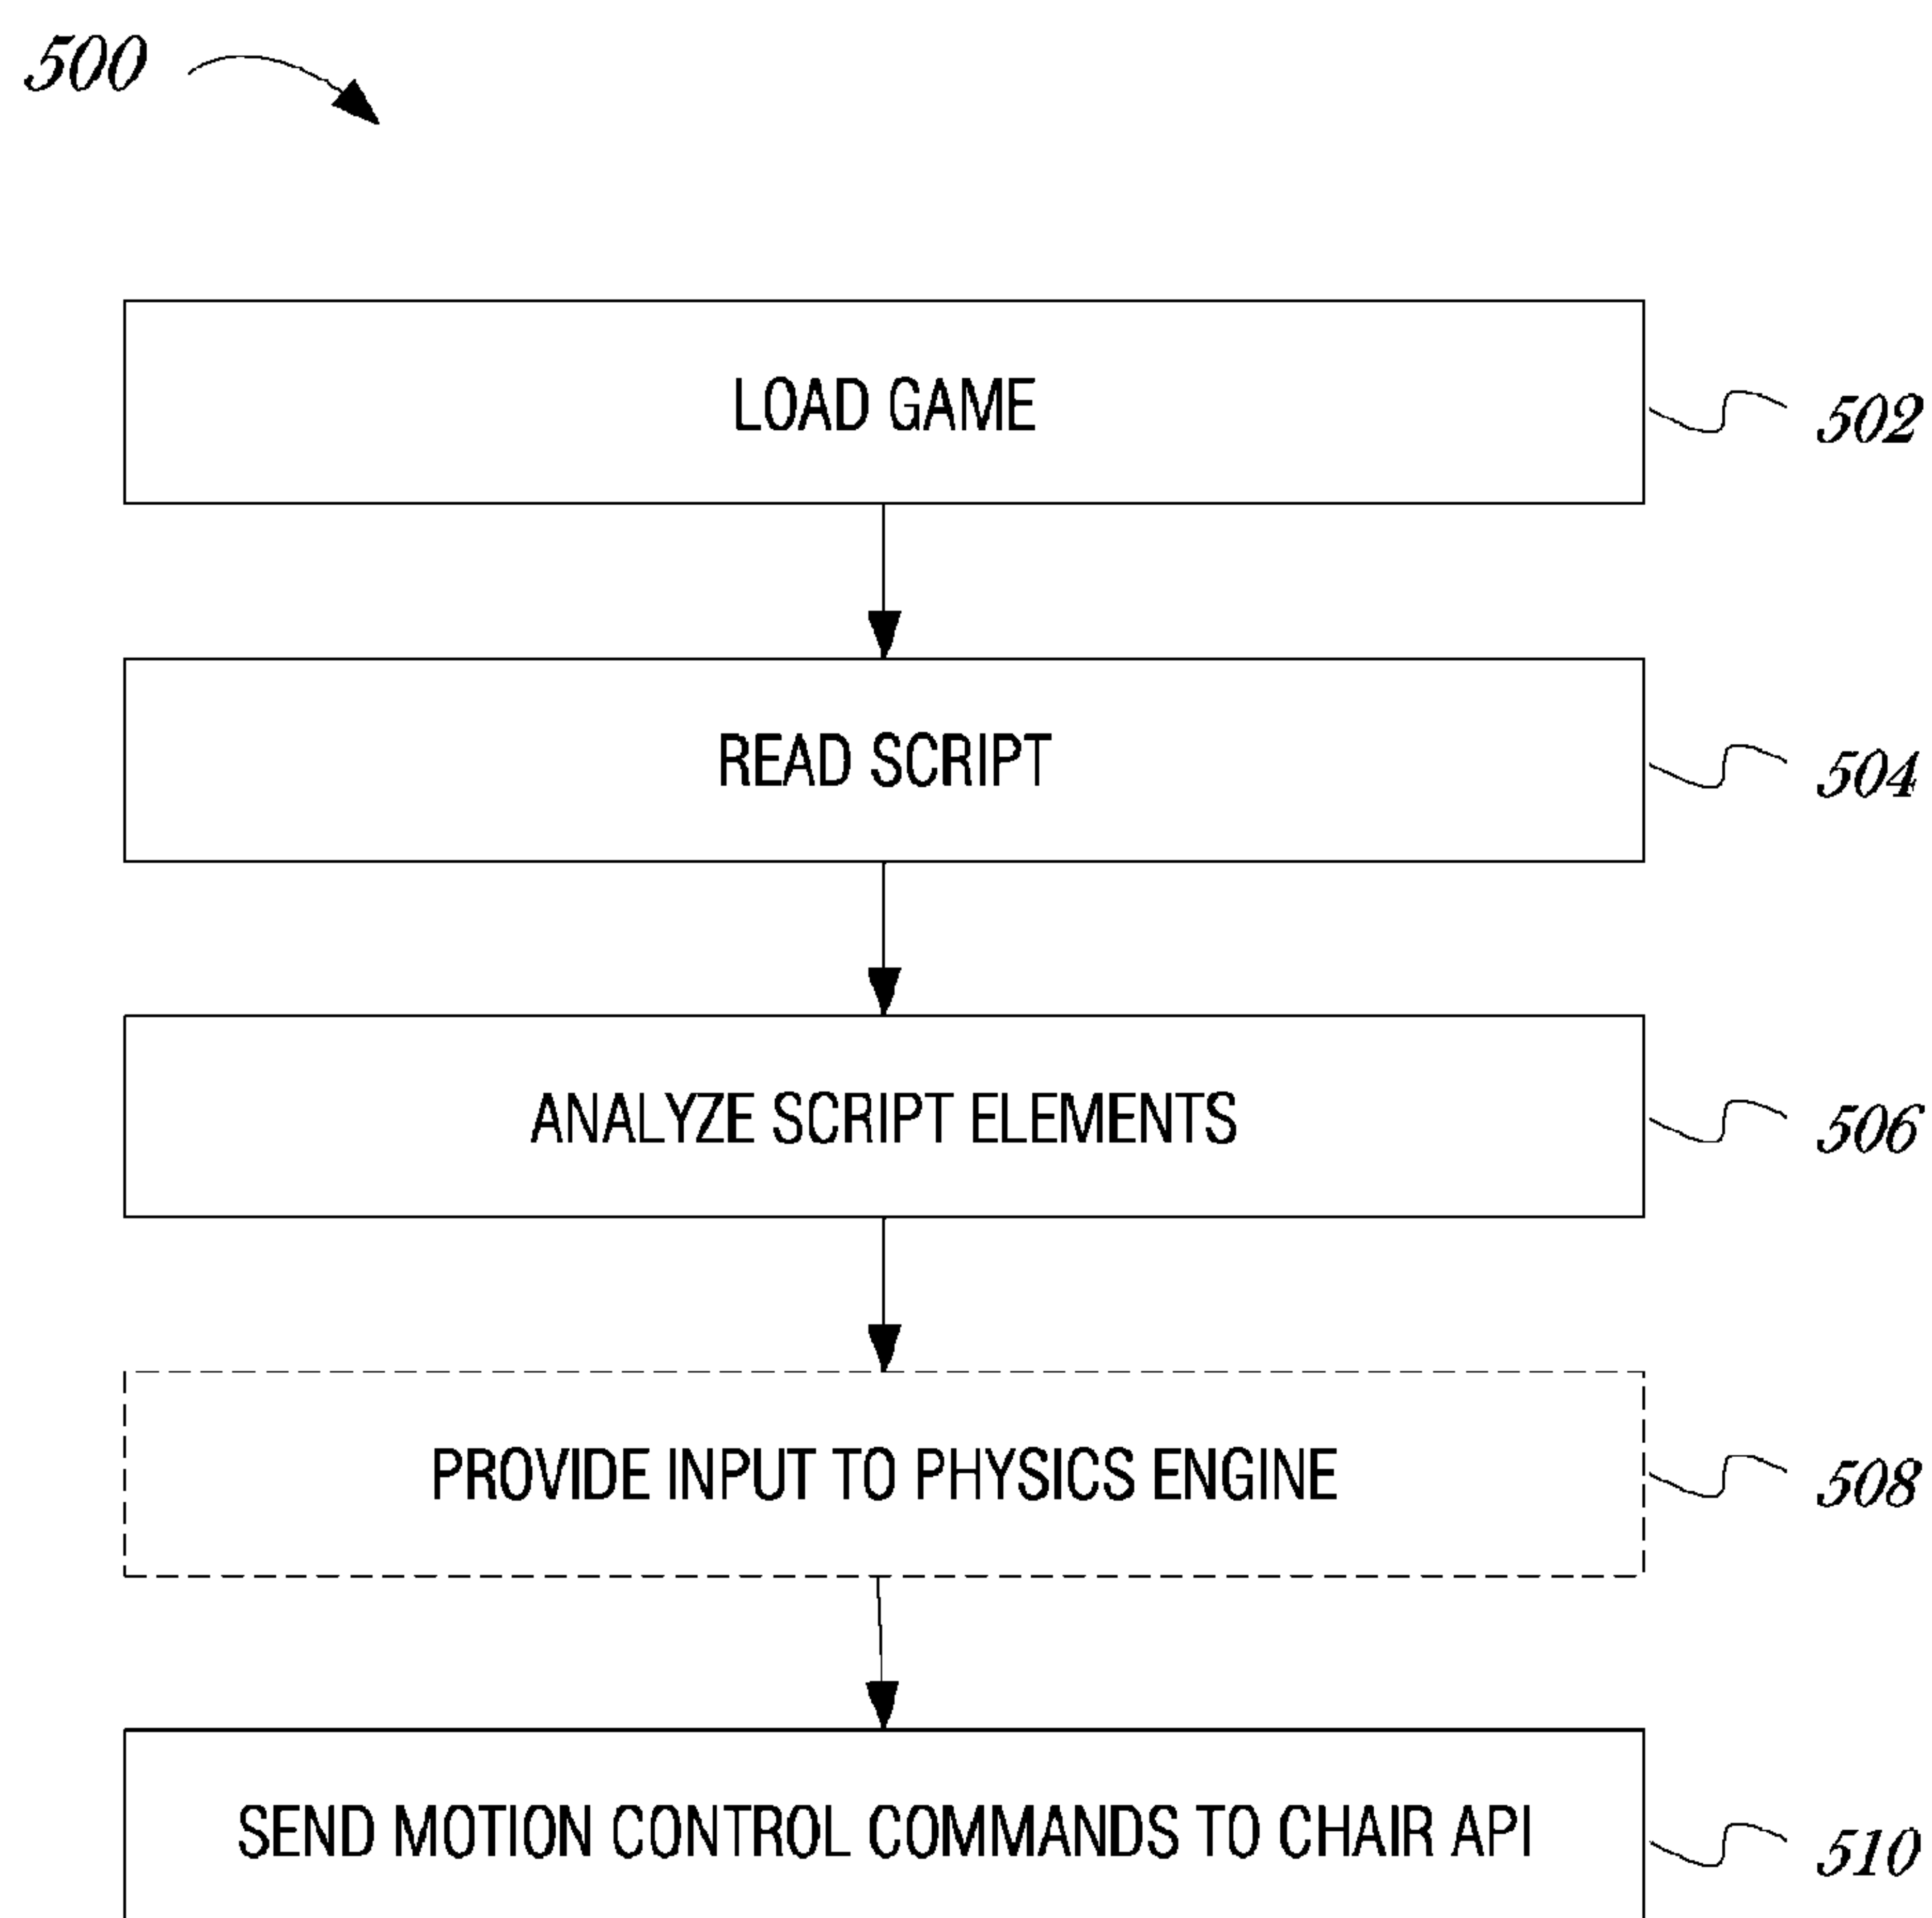 500
LOAD GAME
502
READ SCRIPT
504
ANALYZE SCRIPT ELEMENTS
506
PROVIDE INPUT TO PHYSICS ENGINE
508
SEND MOTION CONTROL COMMANDS TO CHAIR API
510